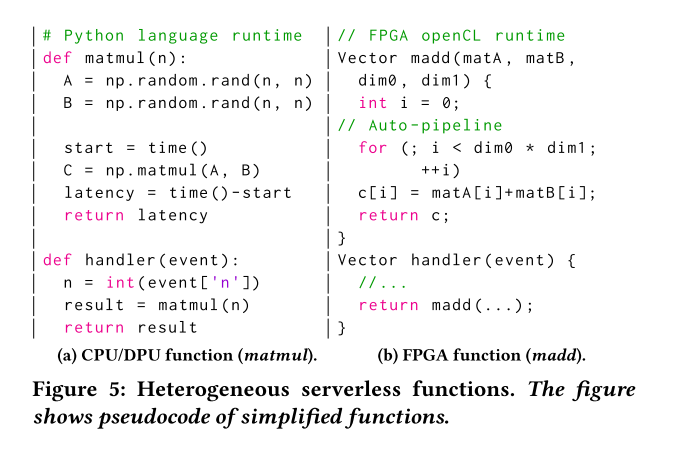 # Python language runtime
def matmul(n):
  A = np.random.rand(n, n)
  B = np.random.rand(n, n)

  start = time()
  C = np.matmul(A, B)
  latency = time()-start
  return latency

def handler(event):
  n = int(event['n'])
  result = matmul(n)
  return result
(a) CPU/DPU function (matmul).
// FPGA openCL runtime
Vector madd(matA, matB,
  dim0, dim1) {
  int i = 0;
// Auto-pipeline
  for (; i < dim0 * dim1;
        ++i)
  c[i] = matA[i]+matB[i];
  return c;
}
Vector handler(event) {
  //...
  return madd(...);
}
(b) FPGA function (madd).
Figure 5: Heterogeneous serverless functions. The figure
shows pseudocode of simplified functions.